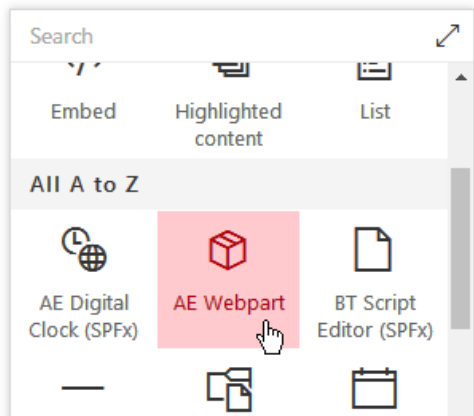 Search
Embed
Highlighted
content
List
All A to Z
AE Digital
Clock (SPFx)
AE Webpart
BT Script
Editor (SPFx)